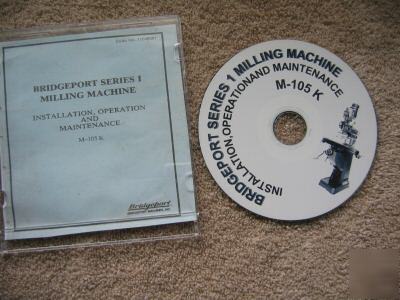 BRIDGEPORT SERIES I
MILLING MACHINE
INSTALLATION, OPERATION
AND
MAINTENANCE
M-105 K
Bridgeport
BRIDGEPORT SERIES 1 MILLING MACHINE
INSTALLATION,OPERATIONAND MAINTENANCE
M-105 K